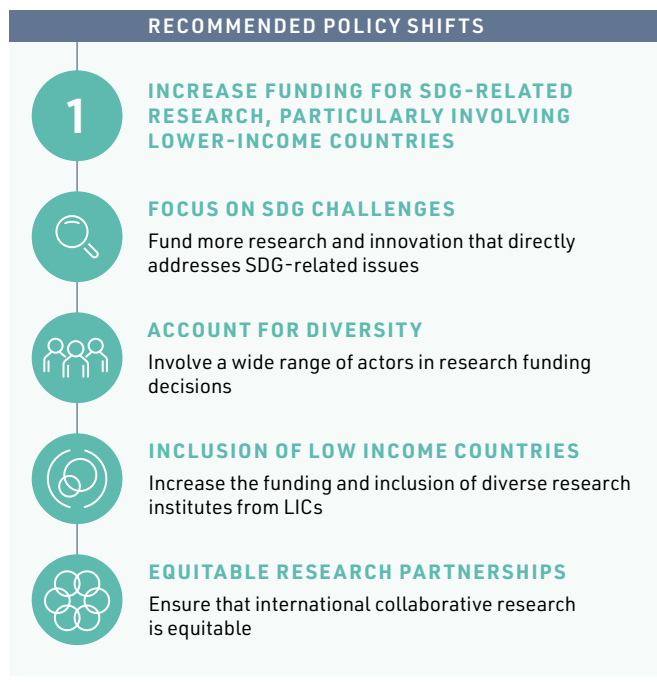 RECOMMENDED POLICY SHIFTS
1
INCREASE FUNDING FOR SDG-RELATED
RESEARCH, PARTICULARLY INVOLVING
LOWER-INCOME COUNTRIES
FOCUS ON SDG CHALLENGES
Fund more research and innovation that directly
addresses SDG-related issues
ACCOUNT FOR DIVERSITY
Involve a wide range of actors in research funding
decisions
INCLUSION OF LOW INCOME COUNTRIES
Increase the funding and inclusion of diverse research
institutes from LICs
EQUITABLE RESEARCH PARTNERSHIPS
Ensure that international collaborative research
is equitable